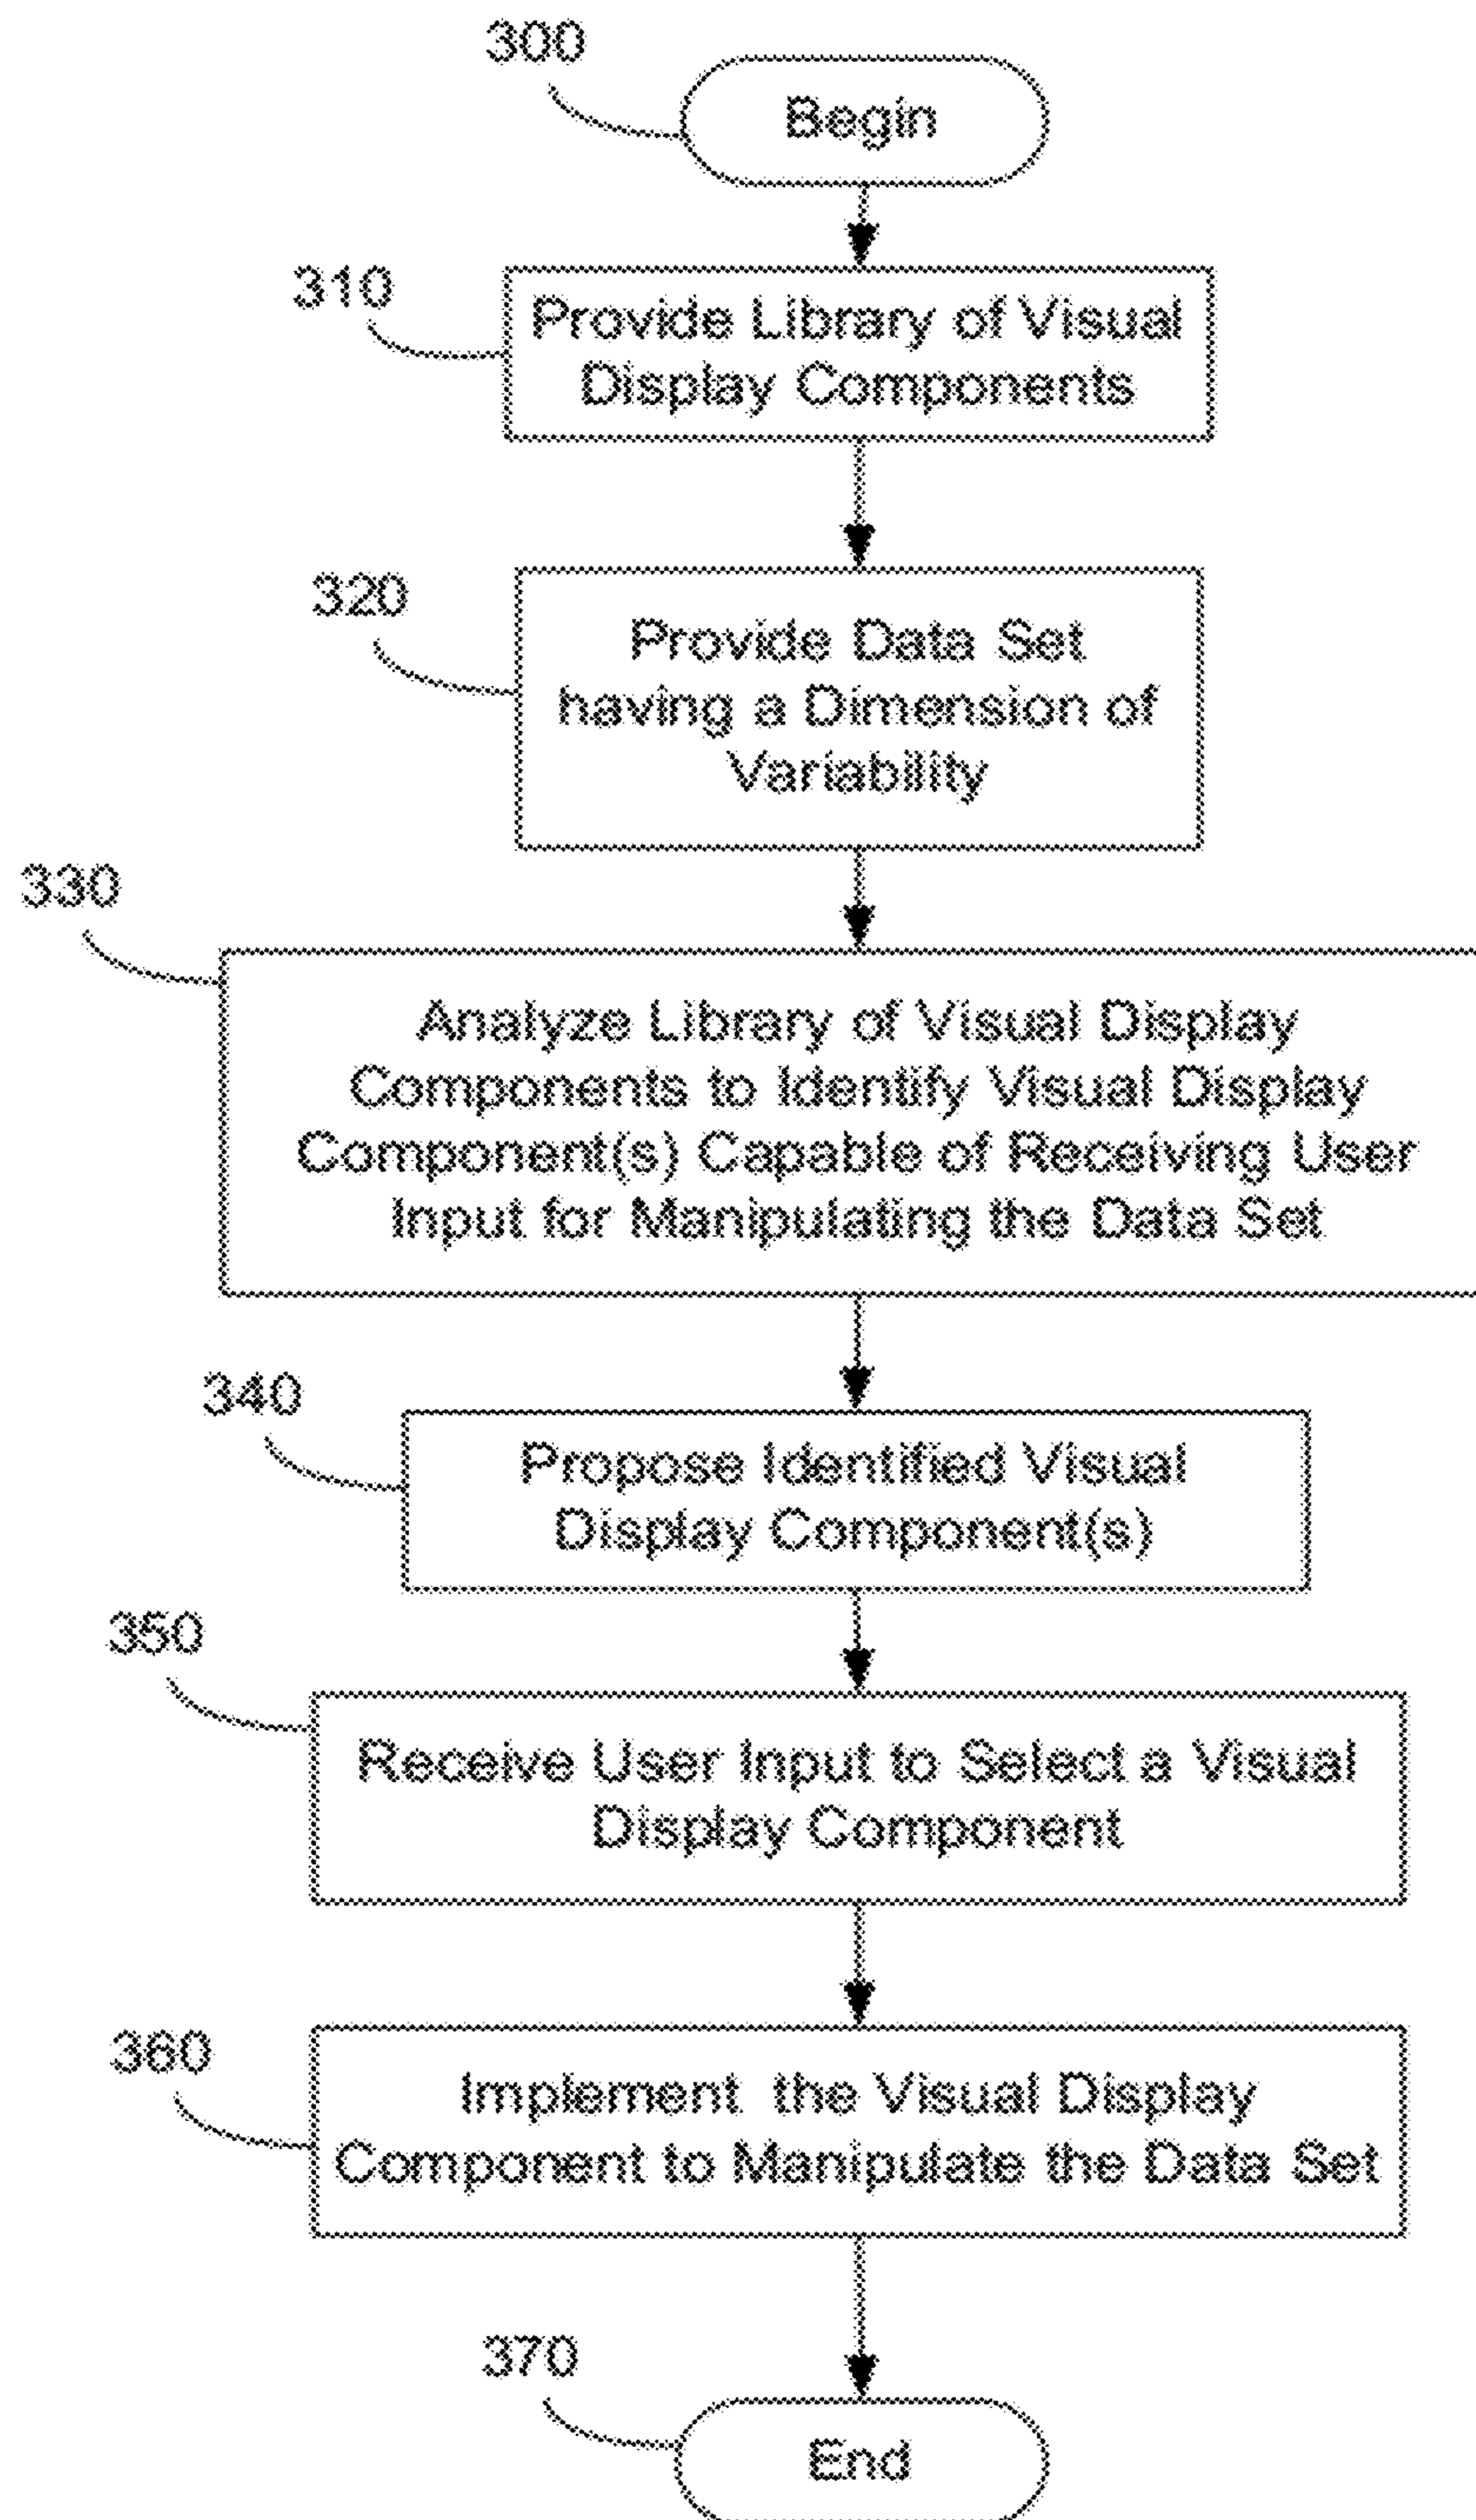 300
Begin
310
Provide Library of Visual
Display Components
320
Provide Data Set
having a Dimension of
Variability
330
Analyze Library of Visual Display
Components to Identify Visual Display
Component(s) Capable of Receiving User
Input for Manipulating the Data Set
340
Propose Identified Visual
Display Component(s)
350
Receive User Input to Select a Visual
Display Component
360
Implement the Visual Display
Component to Manipulate the Data Set
370
End